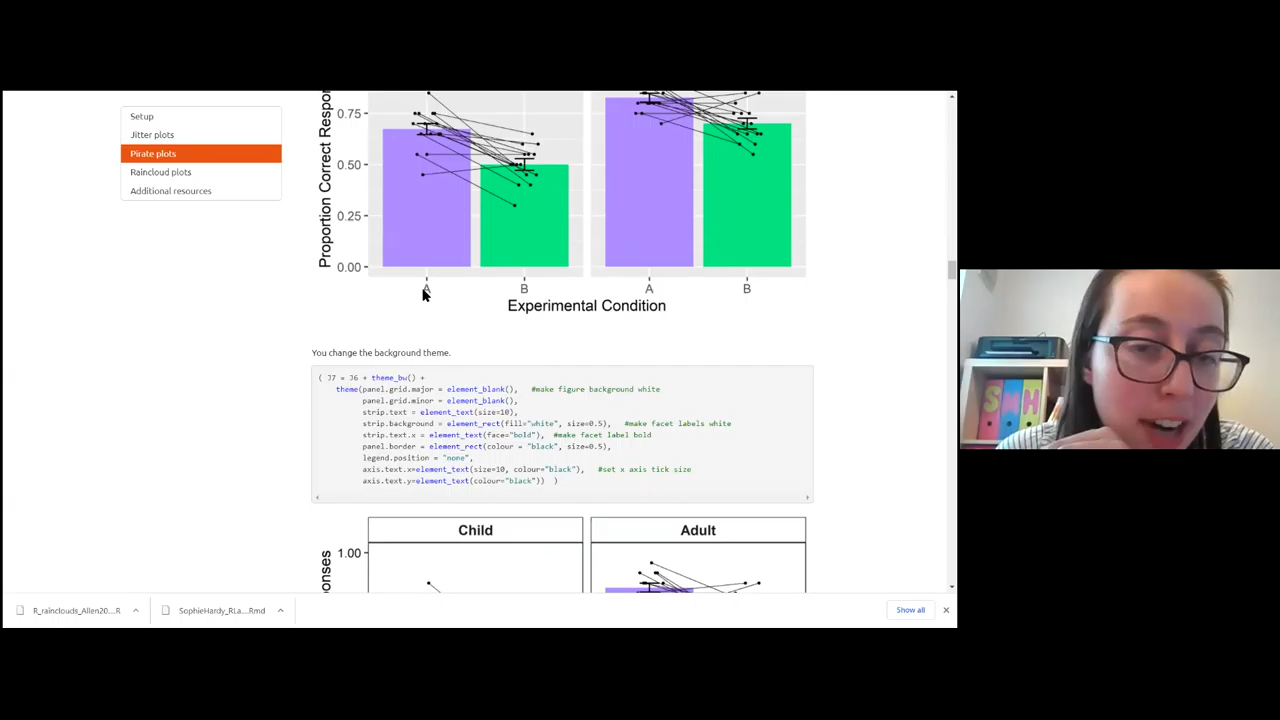 Setup
Jitter plots
Pirate plots
Raincloud plots
Additional resources
Proportion Correct Respon
0.75
0.50
0.25
0.00
A
B
A
B
Experimental Condition
You change the background theme.
( J7 = J6 + theme_bw() +
theme(panel.grid.major = element_blank(), #make figure background white
panel.grid.minor = element_blank(),
strip.text = element_text(size=10),
strip.background = element_rect(fill="white", size=0.5), #make facet labels white
strip.text.x = element_text(face="bold"), #make facet label bold
panel.border = element_rect(colour = "black", size=0.5),
legend.position = "none",
axis.text.x=element_text(size=10, colour="black"), #set x axis tick size
axis.text.y=element_text(colour="black")) )
Child
Adult
onses
1.00
R_rainclouds_Allen20...R
SophieHardy_RLa....Rmd
Show all
SMH